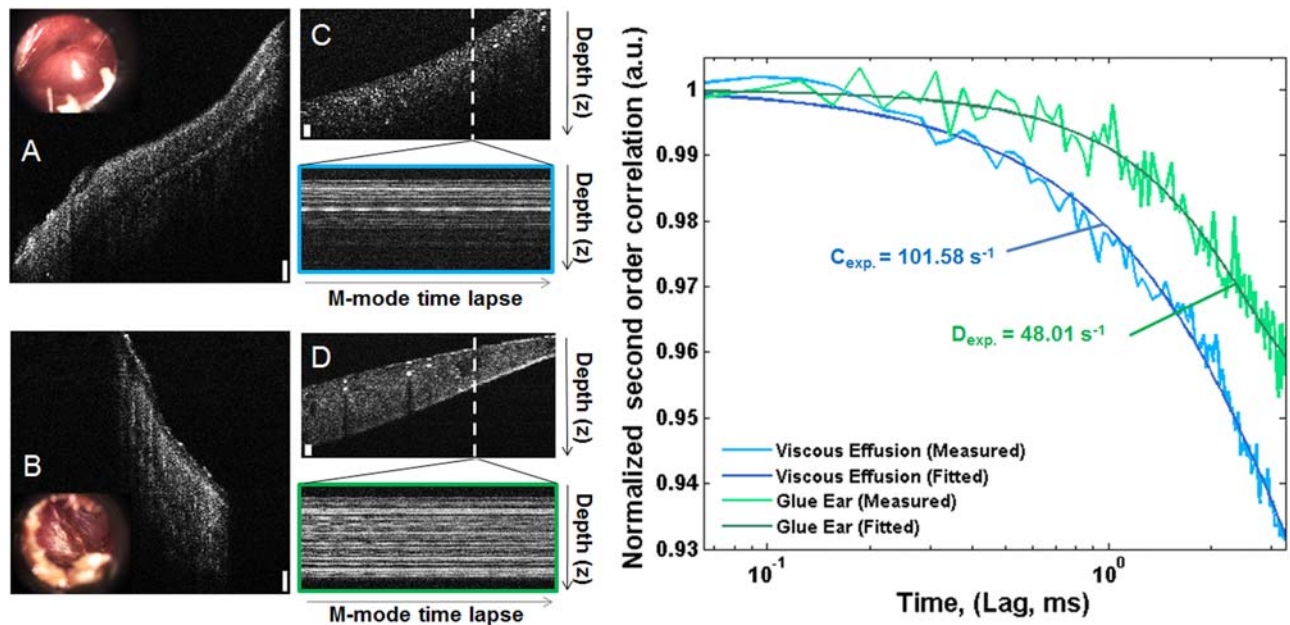 A
C
Depth (z)
Depth (z)
M-mode time lapse
B
D
Depth (z)
Depth (z)
M-mode time lapse
Normalized second order correlation (a.u.)
1
0.99
0.98
0.97
0.96
0.95
0.94
0.93
C exp. = 101.58 s⁻¹
D exp. = 48.01 s⁻¹
Viscous Effusion (Measured)
Viscous Effusion (Fitted)
Glue Ear (Measured)
Glue Ear (Fitted)
10⁻¹
10⁰
Time, (Lag, ms)